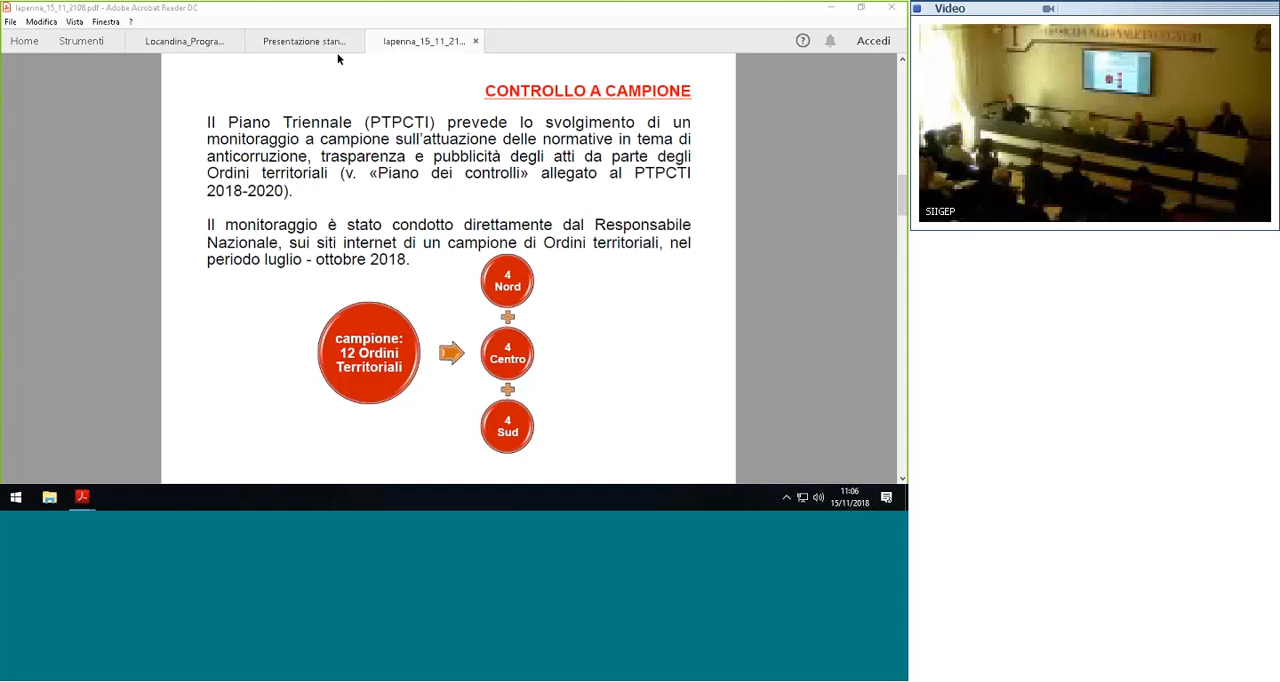 lapenna_15_11_2108.pdf - Adobe Acrobat Reader DC
File Modifica Vista Finestra ?
Home Strumenti Locandina_Progra... Presentazione stan... lapenna_15_11_21... × Accedi
CONTROLLO A CAMPIONE
Il Piano Triennale (PTPCTI) prevede lo svolgimento di un
monitoraggio a campione sull'attuazione delle normative in tema di
anticorruzione, trasparenza e pubblicità degli atti da parte degli
Ordini territoriali (v. «Piano dei controlli» allegato al PTPCTI
2018-2020).
Il monitoraggio è stato condotto direttamente dal Responsabile
Nazionale, sui siti internet di un campione di Ordini territoriali, nel
periodo luglio - ottobre 2018.
campione:
12 Ordini
Territoriali
4
Nord
4
Centro
4
Sud
11:06
15/11/2018
Video
SIIGEP